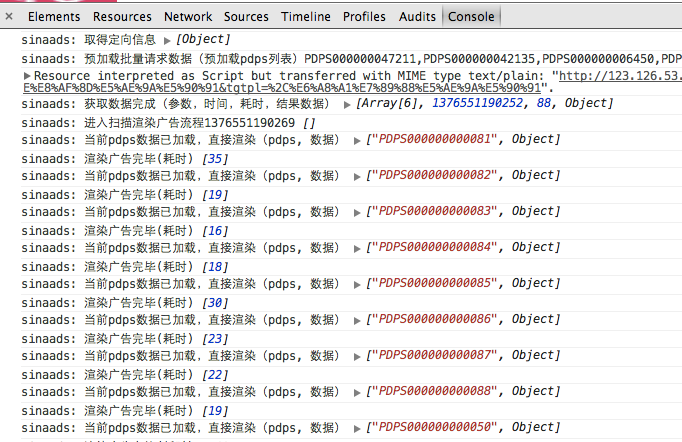 × Elements Resources Network Sources Timeline Profiles Audits Console
sinaads: 取得定向信息 ▶ [Object]
sinaads: 预加载批量请求数据（预加载pdps列表）PDPS000000047211,PDPS000000042135,PDPS000000006450,PD
▶ Resource interpreted as Script but transferred with MIME type text/plain: "http://123.126.53.
E%E8%AF%8D%E5%AE%9A%E5%90%91&tgtpl=%2C%E6%A8%A1%E7%89%88%E5%AE%9A%E5%90%91".
sinaads: 获取数据完成（参数，时间，耗时，结果数据） ▶ [Array[6], 1376551190252, 88, Object]
sinaads: 进入扫描渲染广告流程1376551190269 []
sinaads: 当前pdps数据已加载，直接渲染（pdps, 数据） ▶ ["PDPS000000000081", Object]
sinaads: 渲染广告完毕(耗时) [35]
sinaads: 当前pdps数据已加载，直接渲染（pdps, 数据） ▶ ["PDPS000000000082", Object]
sinaads: 渲染广告完毕(耗时) [19]
sinaads: 当前pdps数据已加载，直接渲染（pdps, 数据） ▶ ["PDPS000000000083", Object]
sinaads: 渲染广告完毕(耗时) [16]
sinaads: 当前pdps数据已加载，直接渲染（pdps, 数据） ▶ ["PDPS000000000084", Object]
sinaads: 渲染广告完毕(耗时) [18]
sinaads: 当前pdps数据已加载，直接渲染（pdps, 数据） ▶ ["PDPS000000000085", Object]
sinaads: 渲染广告完毕(耗时) [30]
sinaads: 当前pdps数据已加载，直接渲染（pdps, 数据） ▶ ["PDPS000000000086", Object]
sinaads: 渲染广告完毕(耗时) [23]
sinaads: 当前pdps数据已加载，直接渲染（pdps, 数据） ▶ ["PDPS000000000087", Object]
sinaads: 渲染广告完毕(耗时) [22]
sinaads: 当前pdps数据已加载，直接渲染（pdps, 数据） ▶ ["PDPS000000000088", Object]
sinaads: 渲染广告完毕(耗时) [19]
sinaads: 当前pdps数据已加载，直接渲染（pdps, 数据） ▶ ["PDPS000000000050", Object]